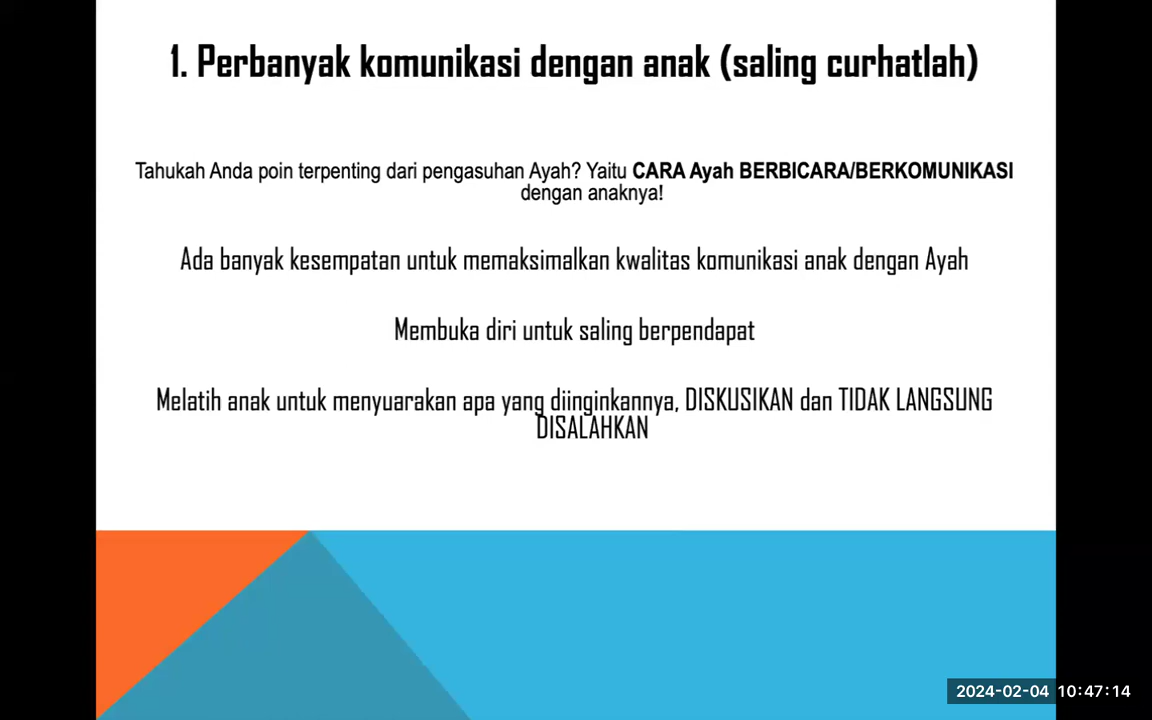 1. Perbanyak komunikasi dengan anak (saling curhatlah)
Tahukah Anda poin terpenting dari pengasuhan Ayah? Yaitu CARA Ayah BERBICARA/BERKOMUNIKASI
dengan anaknya!
Ada banyak kesempatan untuk memaksimalkan kwalitas komunikasi anak dengan Ayah
Membuka diri untuk saling berpendapat
Melatih anak untuk menyuarakan apa yang diinginkannya, DISKUSIKAN dan TIDAK LANGSUNG
DISALAHKAN
2024-02-04 10:47:14